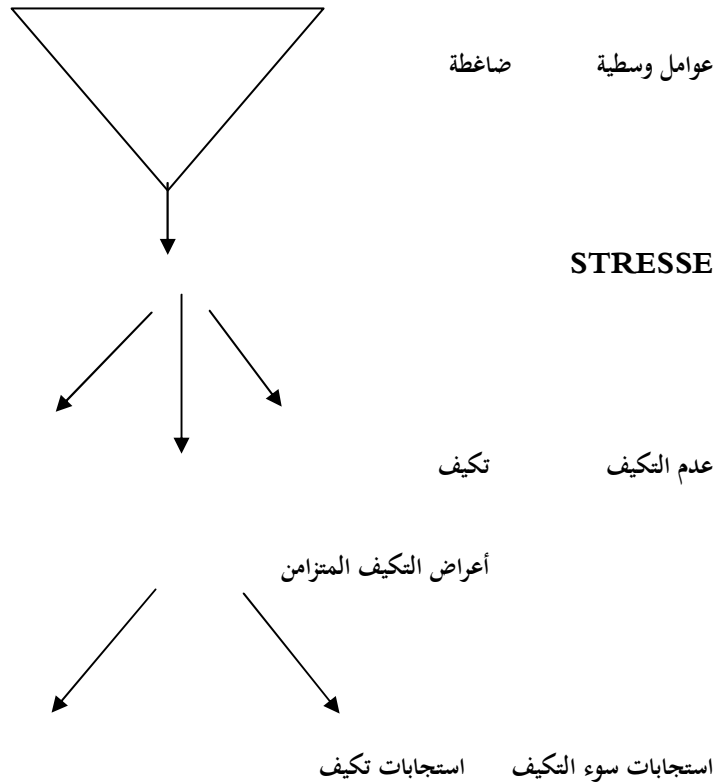 عوامل وسطية ضاغطة
STRESSE
عدم التكيف تكيف
أعراض التكيف المتزامن
استجابات سوء التكيف استجابات تكيف